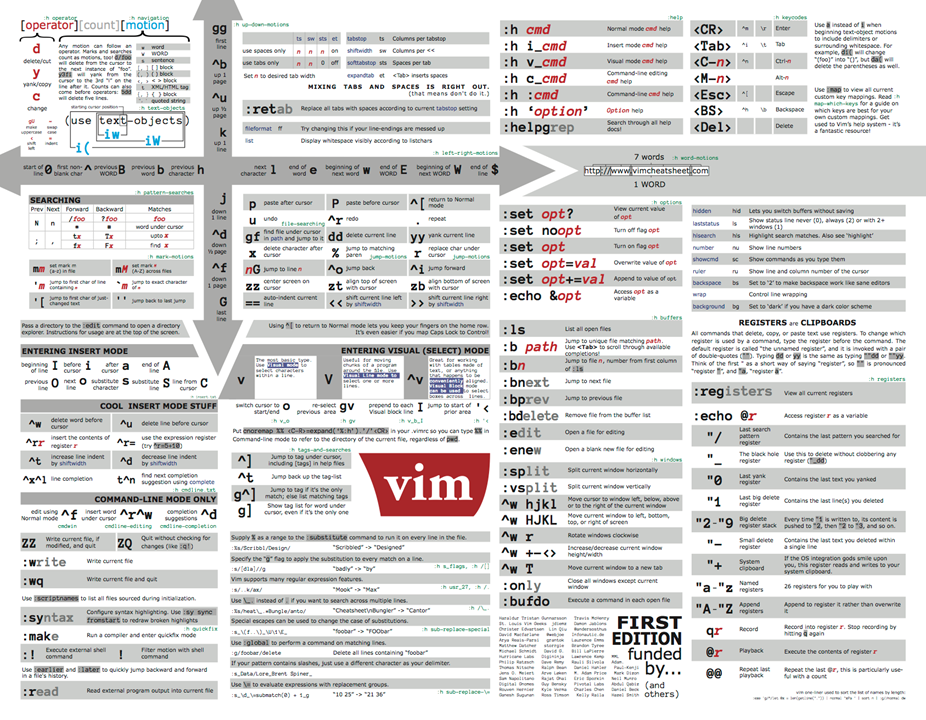 :h operator
:h navigation
[operator][count][motion]
d
delete/cut
y
yank/copy
c
change
Any motion can follow an
operator. Marks and searches
count as motions, too! d/foo
will delete from the cursor to
the next instance of "foo".
will yank from the cursor
to the 3rd "i" on the
line after it. Counts can also
come before operators:
will delete five lines.
w word
W WORD
s sentence
XML/HTML tag
quoted string
:h text-objects
starting cursor position
(use text-objects)
iw
iW
i(
gg
first
line
^b
up 1
page
^u
up ½
page
k
up 1
line
:h up-down-motions
ts sw sts et
use spaces only n n n on
use tabs only n n 0 off
tabstop ts Columns per tabstop
shiftwidth sw Columns per <<
softtabstop sts Spaces per tab
Set n to desired tab width
expandtab et <Tab> inserts spaces
MIXING TABS AND SPACES IS RIGHT OUT.
(that means don't do it.)
:retab Replace all tabs with spaces according to current tabstop setting
fileformat ff Try changing this if your line-endings are messed up
list Display whitespace visibly according to listchars
:h left-right-motions
start of line 0
first non-blank char ^
previous WORD B
previous word b
previous character h
next character l
end of word e
beginning of next word w
end of WORD E
beginning of next WORD W
end of line $
:help
:h cmd Normal mode cmd help
:h i_cmd Insert mode cmd help
:h v_cmd Visual mode cmd help
:h c_cmd Command-line editing cmd help
:h :cmd Command-line cmd help
:h 'option' Option help
:helpgrep Search through all help docs!
:h keycodes
<CR> ^m \r Enter
<Tab> ^i \t Tab
<C-n> ^n Ctrl-n
<M-n> Alt-n
<Esc> ^[ Escape
<BS> ^h \b Backspace
<Del> Delete
Use a instead of i when
beginning text-object motions
to include delimiters or
surrounding whitespace. For
example, di( will change
"(foo)" into "()", but da( will
delete the parentheses as well.
Use :map to view all current
key mappings. Read :h
map-which-keys for a guide on
which keys are best for your
own custom mappings. Get
used to Vim's help system - it's
a fantastic resource!
7 words
:h word-motions
http://www.vimcheatsheet.com
1 WORD
:h pattern-searches
SEARCHING
Prev Next Forward Backward Matches
N n /foo ?foo foo
* # word under cursor
, ; tx Tx upto x
fx Fx find x
:h mark-motions
mm set mark m (a-z) in file
mM set mark M (A-Z) across files
'm jump to first char of line containing m
`m jump to exact character of m
'[ jump to first char of just-changed text
'' jump back to last jump
j
down
1 line
^d
down
½ page
^f
down 1
page
G
last
line
p paste after cursor
P paste before cursor
^[ return to Normal mode
u undo
^r redo
. repeat
:h file-searching
gf find file under cursor in path and jump to it
dd delete current line
yy yank current line
x delete character after cursor
% jump to matching paren
r replace char under cursor
:h jump-motions
nG jump to line n
^o jump back
^i jump forward
zz center screen on cursor
zt align top of screen with cursor
zb align bottom of screen with cursor
== auto-indent current line
<< shift current line left by shiftwidth
>> shift current line right by shiftwidth
Pass a directory to the :edit command to open a directory
explorer. Instructions for usage are at the top of the screen.
Using ^[ to return to Normal mode lets you keep your fingers on the home row.
It's even easier if you map Caps Lock to Control!
:h options
:set opt? View current value of opt
:set noopt Turn off flag opt
:set opt Turn on flag opt
:set opt=val Overwrite value of opt
:set opt+=val Append to value of opt
:echo &opt Access opt as a variable
hidden hid Lets you switch buffers without saving
laststatus ls Show status line never (0), always (2) or with 2+ windows (1)
hlsearch hls Highlight search matches. Also see 'highlight'
number nu Show line numbers
showcmd sc Show commands as you type them
ruler ru Show line and column number of the cursor
backspace bs Set to '2' to make backspace work like sane editors
wrap Control line wrapping
background bg Set to 'dark' if you have a dark color scheme
ENTERING INSERT MODE
beginning of line I
before cursor i
after cursor a
end of line A
previous line O
next line o
substitute character s
substitute line S
line from cursor C
:h insert
COOL INSERT MODE STUFF
^w delete word before cursor
^u delete line before cursor
^rr insert the contents of register r
^r= use the expression register (try ^r=5+10)
^t increase line indent by shiftwidth
^d decrease line indent by shiftwidth
^x^l line completion
^n find next completion suggestion using complete
:h cmdline.txt
COMMAND-LINE MODE ONLY
edit using Normal mode ^f
insert word under cursor ^r^w
completion suggestions ^d
cmdwin cmdline-editing cmdline-completion
ZZ Write current file, if modified, and quit
ZQ Quit without checking for changes (like :q!)
:write Write current file
:wq Write current file and quit
Use :scriptnames to list all files sourced during initialization.
:syntax Configure syntax highlighting. Use :sy sync fromstart to redraw broken highlights
:h quickfix
:make Run a compiler and enter quickfix mode
:! Execute external shell command
! Filter motion with shell command
Use :earlier and :later to quickly jump backward and forward
in a file's history.
:read Read external program output into current file
ENTERING VISUAL (SELECT) MODE
v
The most basic type.
Use Visual mode to
select characters
within a line.
V
Useful for moving
chunks of a program
around the file. Use
Visual Line mode to
select one or more
lines.
^v
Great for working
with tables made of
text, or anything
that happens to be
conveniently aligned.
Visual Block mode
can be used to select
boxes across lines.
switch cursor to start/end o
re-select previous area gv
prepend to each Visual block line I
jump to start of prior area '<
:h v_o :h gv :h v_b_I :h '<
Put cnoremap %% <C-R>=expand('%:h').'/'<CR> in your .vimrc so you can type %% in
Command-line mode to refer to the directory of the current file, regardless of pwd.
:h tags-and-searches
^] Jump to tag under cursor, including [tags] in help files
^t Jump back up the tag-list
g^] Jump to tag if it's the only match; else list matching tags
g] Show tag list for word under cursor, even if it's the only one
vim
Supply % as a range to the :substitute command to run it on every line in the file.
:%s/Scribbl/Design/ "Scribbled" -> "Designed"
Specify the "g" flag to apply the substitution to every match on a line.
:h s_flags, :h /[]
:s/[dla]//g "badly" -> "by"
Vim supports many regular expression features.
:h usr_27, :h /.
:s/..k/ax/ "Mook" -> "Max"
Use \_. instead of . if you want to search across multiple lines.
:h /\_.
:%s/heat\_.*Bungler/antor/ "Cheatsheet\nBungler" -> "Cantor"
Special escapes can be used to change the case of substitutions.
:h sub-replace-special
"foobar" -> "FOObar"
Use :global to perform a command on matching lines.
:g/foobar/delete Delete all lines containing "foobar"
If your pattern contains slashes, just use a different character as your delimiter.
:s_Data/Lore_Brent Spiner_
Use \= to evaluate expressions with replacement groups.
:h sub-replace-\=
:s_\d\_\=submatch(0) + 1_g "10 25" -> "21 36"
:h buffers
:ls List all open files
:b path Jump to unique file matching path. Use <Tab> to scroll through available completions!
:bn Jump to file n, number from first column of :ls
:bnext Jump to next file
:bprev Jump to previous file
:bdelete Remove file from the buffer list
:edit Open a file for editing
:enew Open a blank new file for editing
:h windows
:split Split current window horizontally
:vsplit Split current window vertically
^w hjkl Move cursor to window left, below, above or to the right of the current window
^w HJKL Move current window to left, bottom, top, or right of screen
^w r Rotate windows clockwise
^w +-<> Increase/decrease current window height/width
^w T Move current window to a new tab
:only Close all windows except current window
:bufdo Execute a command in each open file
FIRST
EDITION
funded
by...
(and
others)
REGISTERS ARE CLIPBOARDS
All commands that delete, copy, or paste text use registers. To change which
register is used by a command, type the register before the command. The
default register is called "the unnamed register", and it is invoked with a pair
of double-quotes (""). Typing dd or yy is the same as typing ""dd or ""yy.
Think of the first " as a short way of saying "register", so "" is pronounced
"register "", and "a, "register a".
:h registers
:registers View all current registers
:echo @r Access register r as a variable
"/ Last search pattern register Contains the last pattern you searched for
"_ The black hole register Use this to delete without clobbering any register ("_dd)
"0 Last yank register Contains the last text you yanked
"1 Last big delete register Contains the last line(s) you deleted
"2-"9 Big delete register stack Every time "1 is written to, its content is pushed to "2, then "2 to "3, and so on.
"- Small delete register Contains the last text you deleted within a single line
"+ System clipboard If the OS integration gods smile upon you, this register reads and writes to your system clipboard.
"a-"z Named registers 26 registers for you to play with
"A-"Z Append registers Append to register rather than overwrite it
qr Record Record into register r. Stop recording by hitting q again
@r Playback Execute the contents of register r
@@ Repeat last playback Repeat the last @r, this is particularly useful with a count
vim one-liner used to sort the list of names by length: